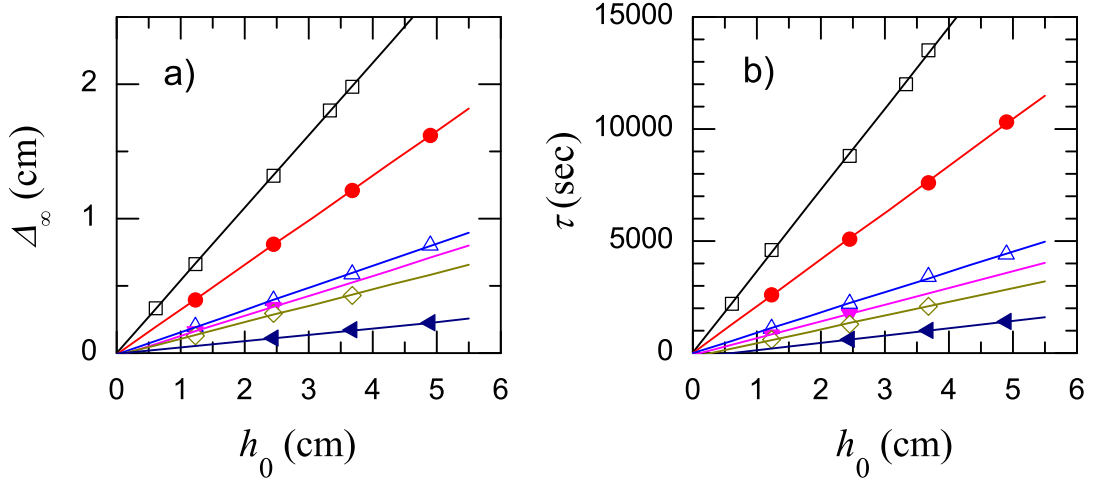 a)
2
1
0
Δ∞ (cm)
0 1 2 3 4 5 6
h0 (cm)
b)
15000
10000
5000
0
τ (sec)
0 1 2 3 4 5 6
h0 (cm)